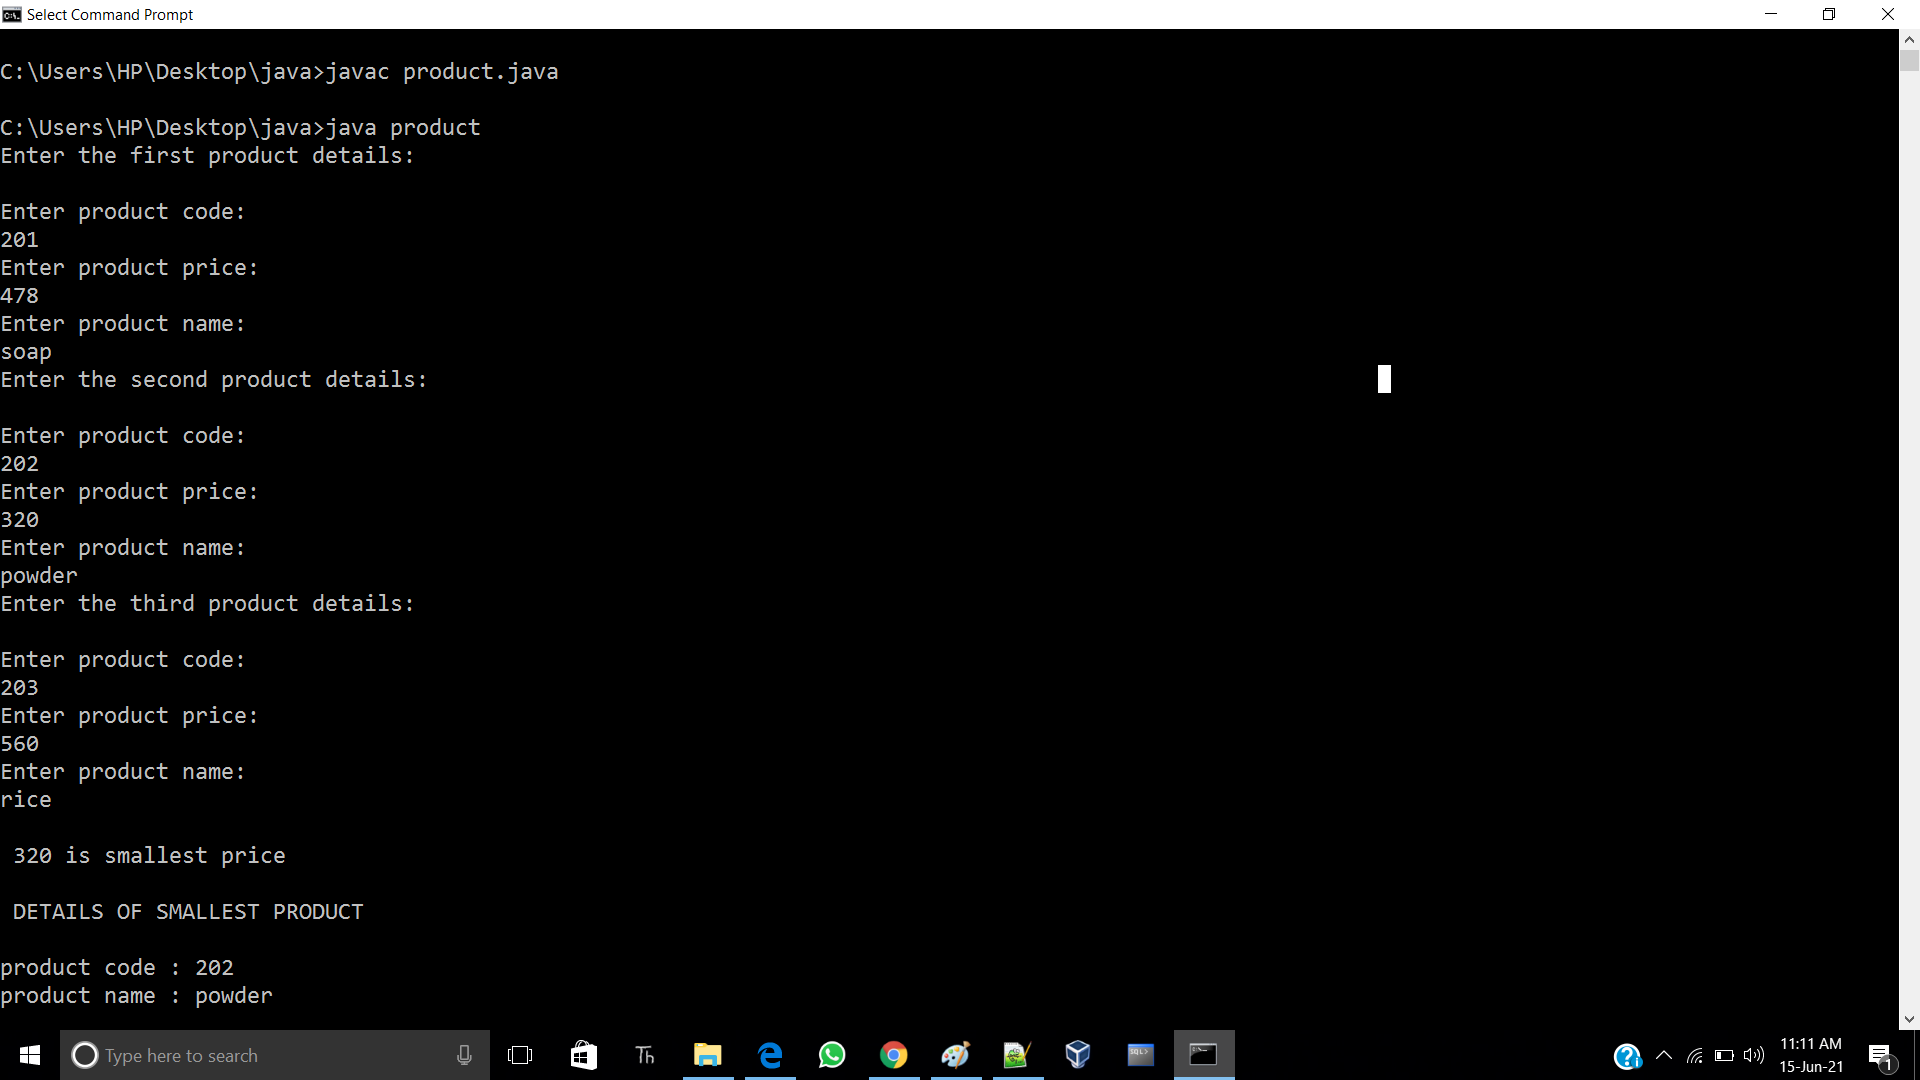 Select Command Prompt
C:\Users\HP\Desktop\java>javac product.java
C:\Users\HP\Desktop\java>java product
Enter the first product details:
Enter product code:
201
Enter product price:
478
Enter product name:
soap
Enter the second product details:
Enter product code:
202
Enter product price:
320
Enter product name:
powder
Enter the third product details:
Enter product code:
203
Enter product price:
560
Enter product name:
rice
 320 is smallest price
 DETAILS OF SMALLEST PRODUCT
product code : 202
product name : powder
Type here to search
Th
SQL>
11:11 AM
15-Jun-21
1